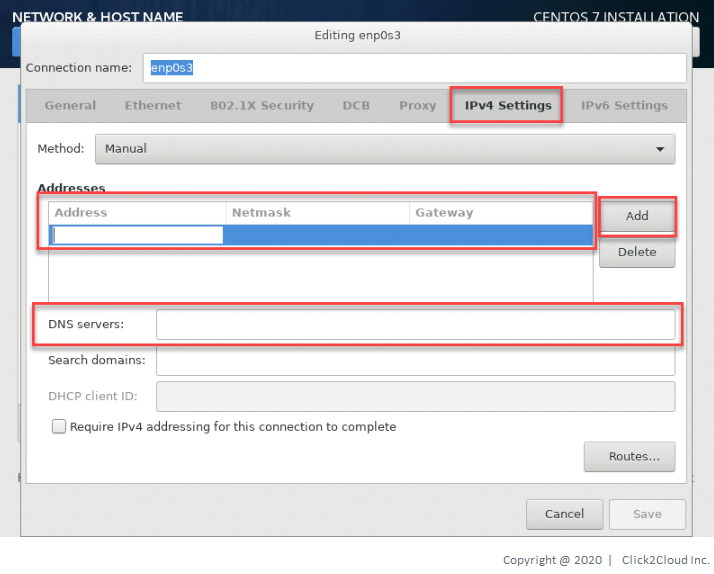 NETWORK & HOST NAME
CENTOS 7 INSTALLATION
Editing enp0s3
Connection name: enp0s3
General Ethernet 802.1X Security DCB Proxy IPv4 Settings IPv6 Settings
Method: Manual
Addresses
Address Netmask Gateway
Add
Delete
DNS servers:
Search domains:
DHCP client ID:
Require IPv4 addressing for this connection to complete
Routes...
Cancel Save
Copyright @ 2020 | Click2Cloud Inc.